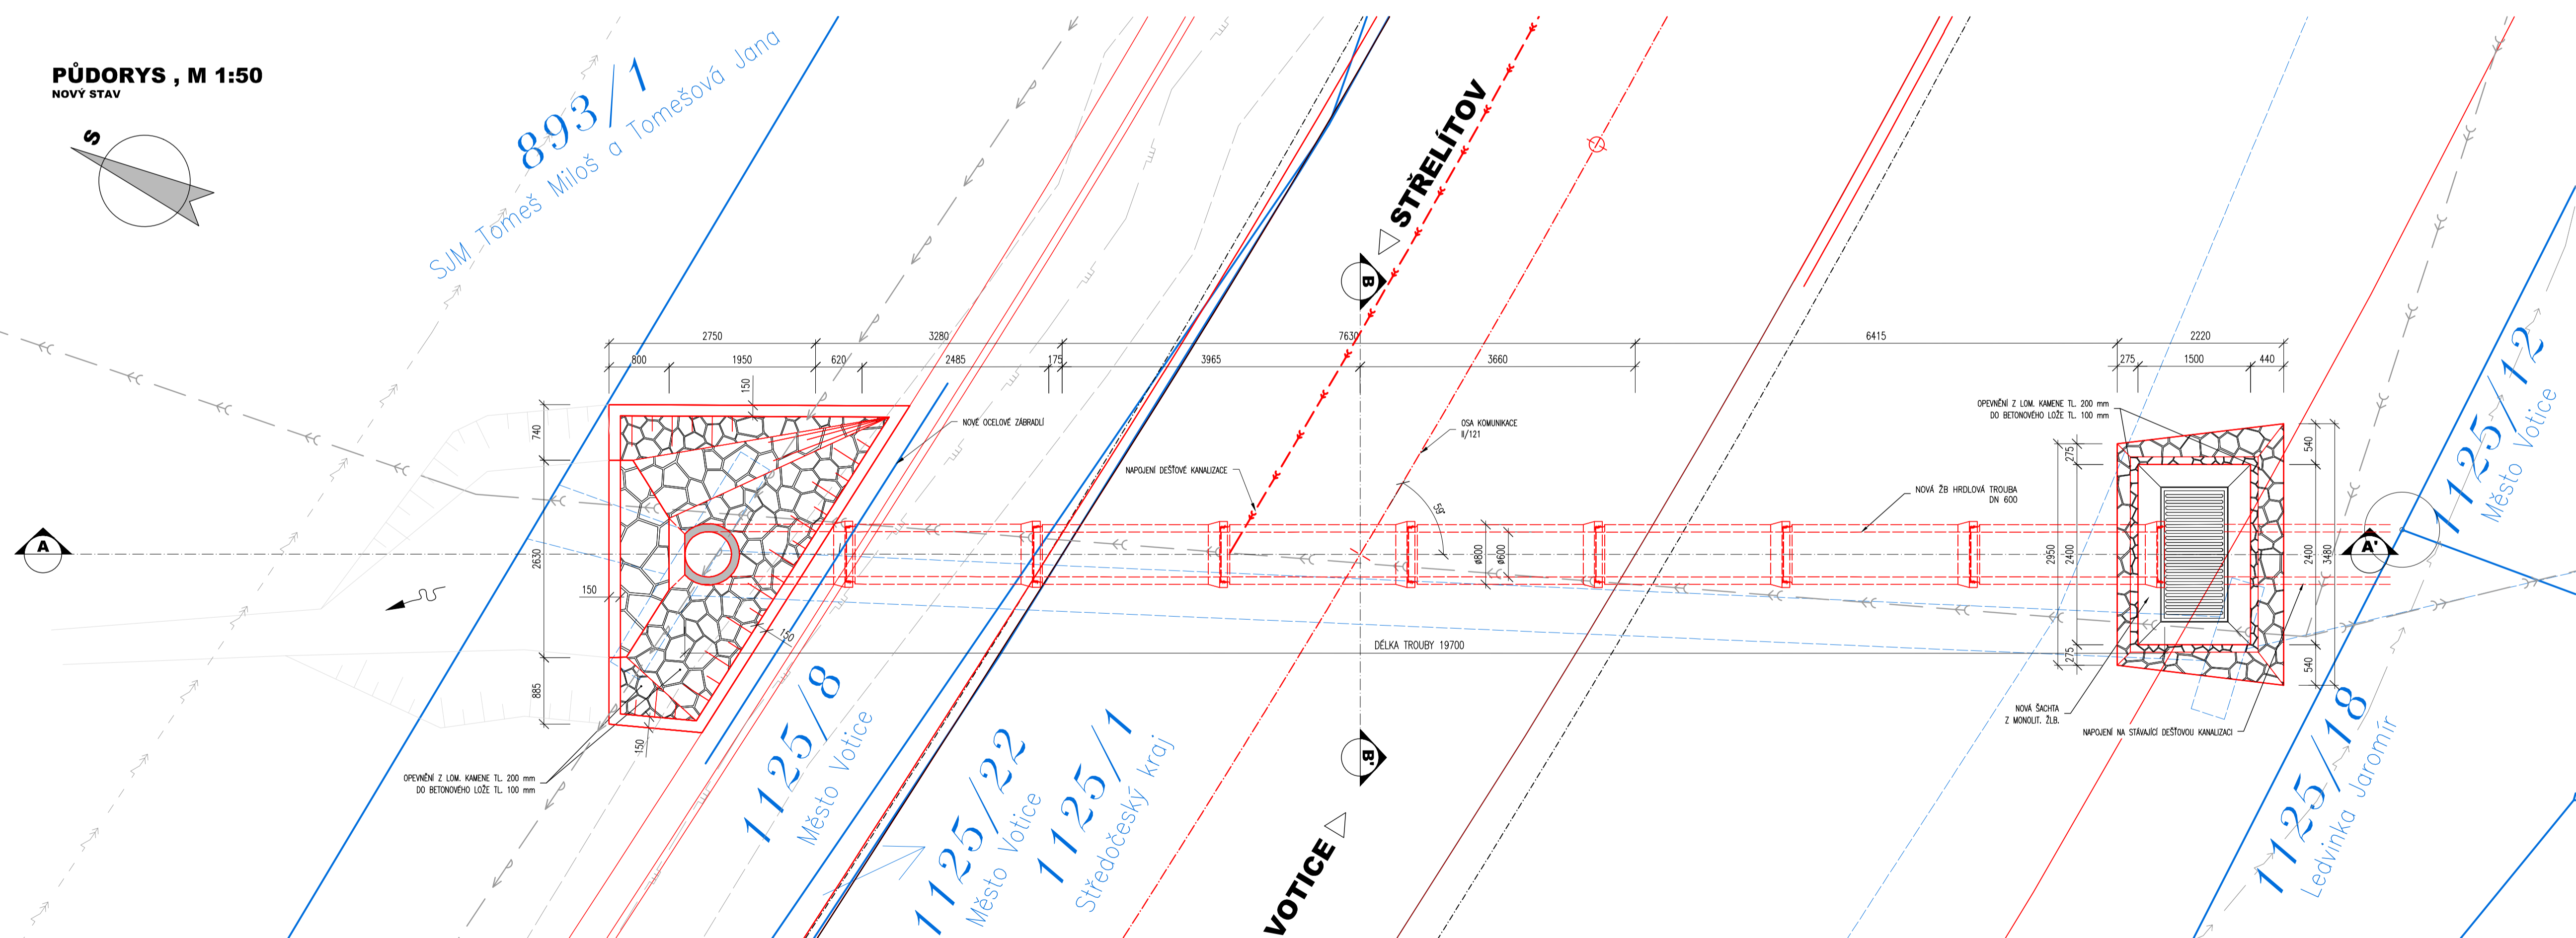 PŮDORYS , M 1:50
NOVÝ STAV
S
893/1
SJM Tomeš Miloš a Tomešová Jana
STŘELÍTOV
B
2750
3280
7630
6415
2220
800
1950
620
2485
175
3965
3660
275
1500
440
150
740
2630
885
150
150
150
NOVÉ OCELOVÉ ZÁBRADLÍ
NAPOJENÍ DEŠŤOVÉ KANALIZACE
OSA KOMUNIKACE
II/121
59°
NOVÁ ŽB HRDLOVÁ TROUBA
DN 600
ø800
ø600
OPEVNĚNÍ Z LOM. KAMENE TL. 200 mm
DO BETONOVÉHO LOŽE TL. 100 mm
275
2950
2400
275
540
2400
3480
540
A
A'
DÉLKA TROUBY 19700
NOVÁ ŠACHTA
Z MONOLIT. ŽLB.
NAPOJENÍ NA STÁVAJÍCÍ DEŠŤOVOU KANALIZACI
OPEVNĚNÍ Z LOM. KAMENE TL. 200 mm
DO BETONOVÉHO LOŽE TL. 100 mm
1125/8
Město Votice
1125/22
Město Votice
1125/1
Středočeský kraj
B'
VOTICE
1125/12
Město Votice
1125/18
Ledvinka Jaromír